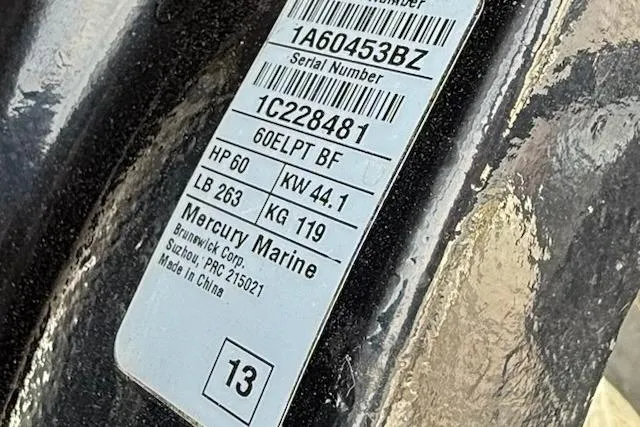 Number
1A60453BZ
Serial Number
1C228481
60ELPT BF
HP 60 KW 44.1
LB 263 KG 119
Mercury Marine
Brunswick Corp.
Suzhou, PRC 215021
Made in China
13